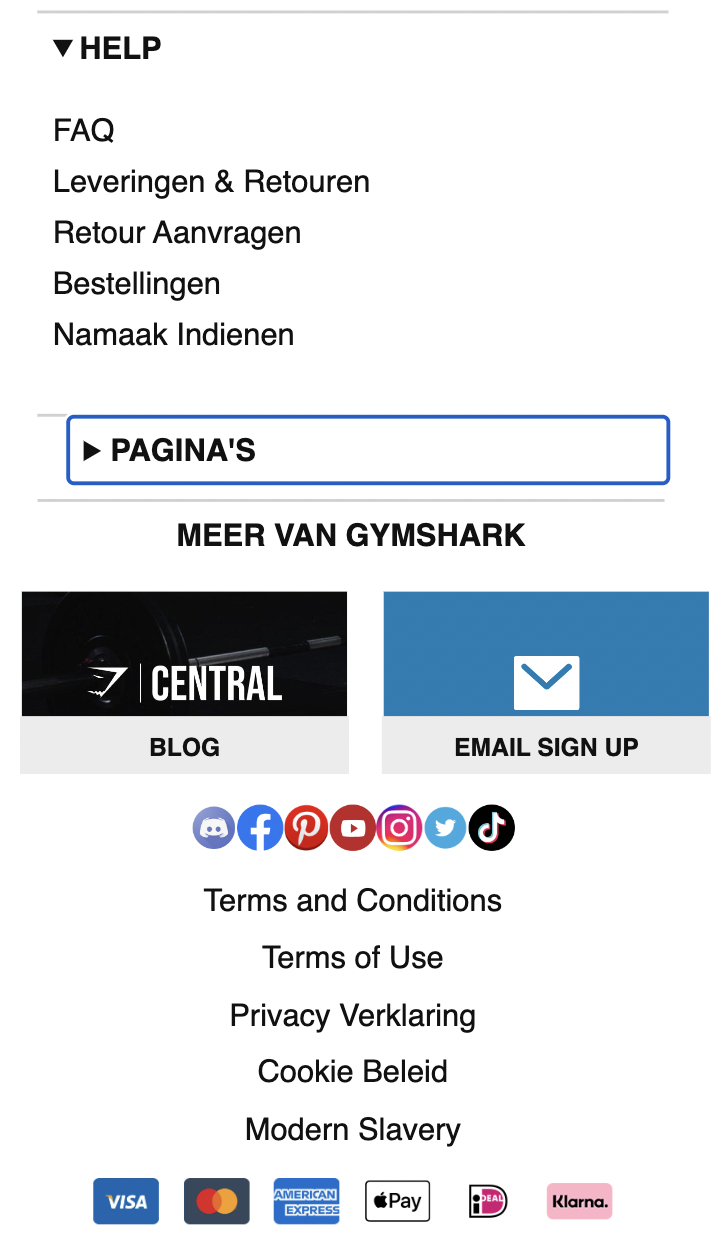 HELP
FAQ
Leveringen & Retouren
Retour Aanvragen
Bestellingen
Namaak Indienen
PAGINA'S
MEER VAN GYMSHARK
CENTRAL
BLOG
EMAIL SIGN UP
Terms and Conditions
Terms of Use
Privacy Verklaring
Cookie Beleid
Modern Slavery
VISA
AMERICAN
EXPRESS
Pay
iDEAL
Klarna.